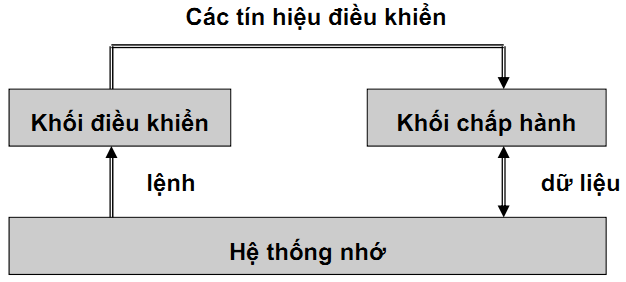 Các tín hiệu điều khiển
Khối điều khiển
Khối chấp hành
lệnh
dữ liệu
Hệ thống nhớ